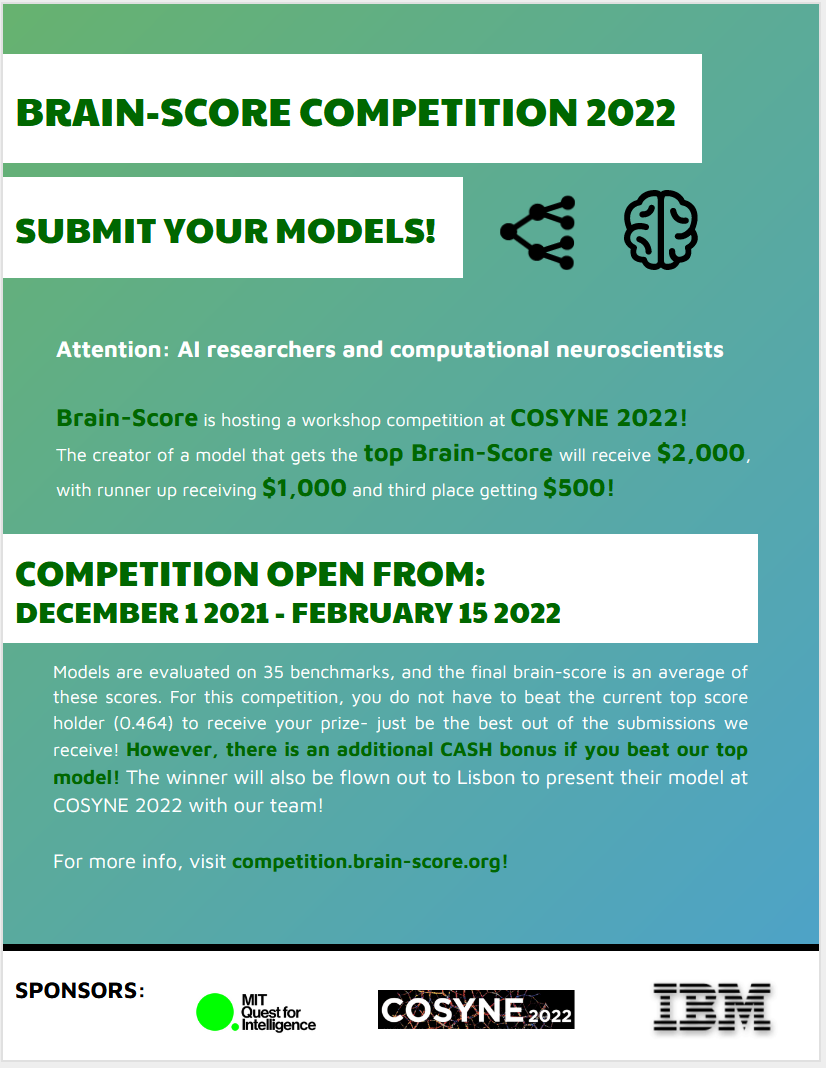 BRAIN-SCORE COMPETITION 2022
SUBMIT YOUR MODELS!
Attention: AI researchers and computational neuroscientists
Brain-Score is hosting a workshop competition at COSYNE 2022!
The creator of a model that gets the top Brain-Score will receive $2,000,
with runner up receiving $1,000 and third place getting $500!
COMPETITION OPEN FROM:
DECEMBER 1 2021 - FEBRUARY 15 2022
Models are evaluated on 35 benchmarks, and the final brain-score is an average of
these scores. For this competition, you do not have to beat the current top score
holder (0.464) to receive your prize- just be the best out of the submissions we
receive! However, there is an additional CASH bonus if you beat our top
model! The winner will also be flown out to Lisbon to present their model at
COSYNE 2022 with our team!
For more info, visit competition.brain-score.org!
SPONSORS:
MIT
Quest for
Intelligence
COSYNE 2022
IBM